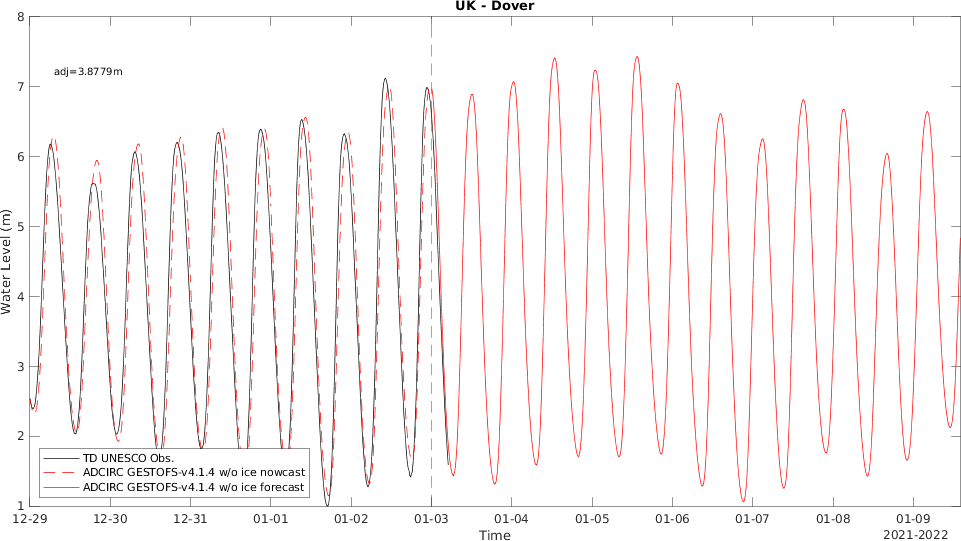 UK - Dover
adj=3.8779m
8
7
6
5
4
3
2
1
Water Level (m)
TD UNESCO Obs.
ADCIRC GESTOFS-v4.1.4 w/o ice nowcast
ADCIRC GESTOFS-v4.1.4 w/o ice forecast
12-29 12-30 12-31 01-01 01-02 01-03 01-04 01-05 01-06 01-07 01-08 01-09
Time
2021-2022